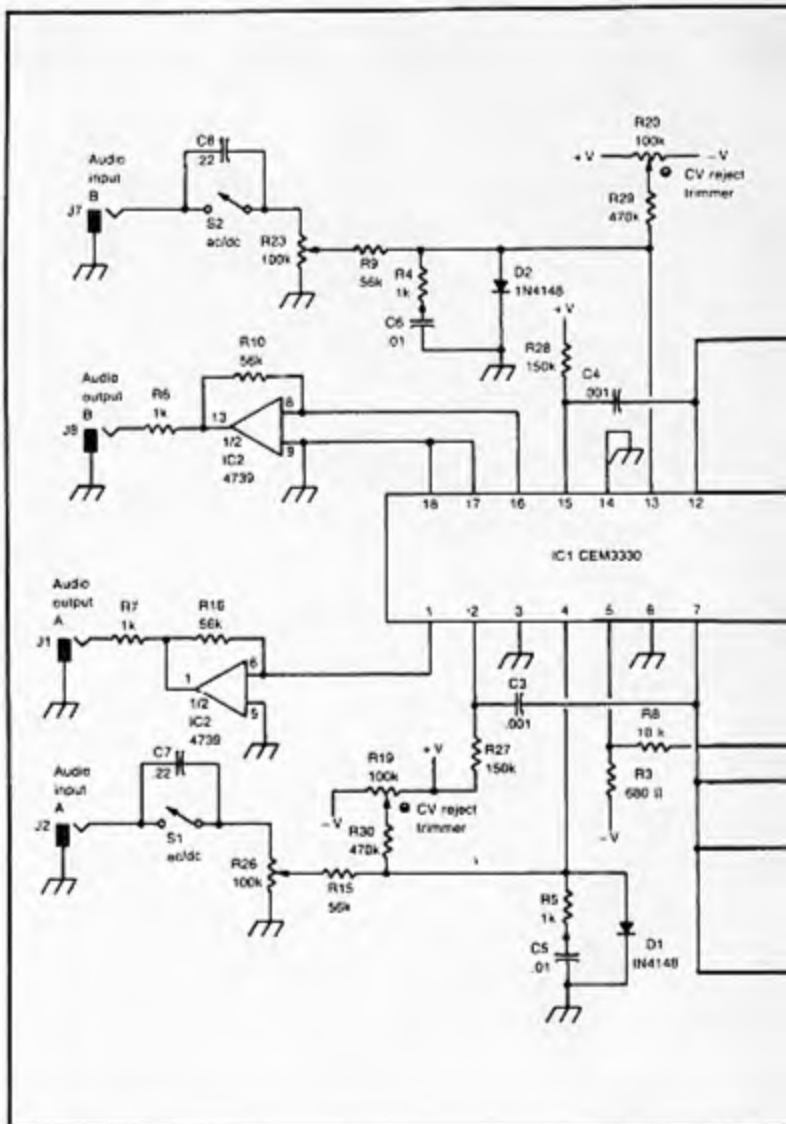 R20
100k
+ V
– V
CV reject
trimmer
R29
470k
C8
.22
Audio
input
B
J7
S2
ac/dc
R23
100k
R9
56k
R4
1k
C6
.01
D2
1N4148
+ V
R28
150k
C4
.001
R10
56k
Audio
output
B
J8
R6
1k
13
8
9
1/2
IC2
4739
18
17
16
15
14
13
12
IC1 CEM3330
1
2
3
4
5
6
7
Audio
output
A
J1
R7
1k
R16
56k
1
6
5
1/2
IC2
4739
C3
.001
R8
10 k
R27
150k
R3
680 Ω
– V
C7
.22
Audio
input
A
J2
S1
ac/dc
R19
100k
+ V
– V
CV reject
trimmer
R30
470k
R26
100k
R15
56k
R5
1k
C5
.01
D1
IN4148